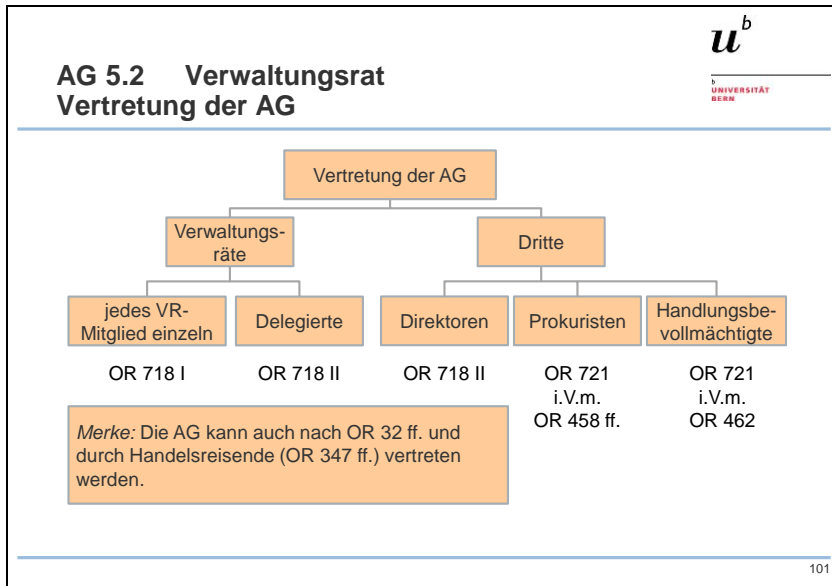 AG 5.2 Verwaltungsrat
Vertretung der AG
u^b
b
UNIVERSITÄT
BERN
Vertretung der AG
Verwaltungs-
räte
Dritte
jedes VR-
Mitglied einzeln
Delegierte
Direktoren
Prokuristen
Handlungsbe-
vollmächtigte
OR 718 I
OR 718 II
OR 718 II
OR 721
i.V.m.
OR 458 ff.
OR 721
i.V.m.
OR 462
Merke: Die AG kann auch nach OR 32 ff. und
durch Handelsreisende (OR 347 ff.) vertreten
werden.
101